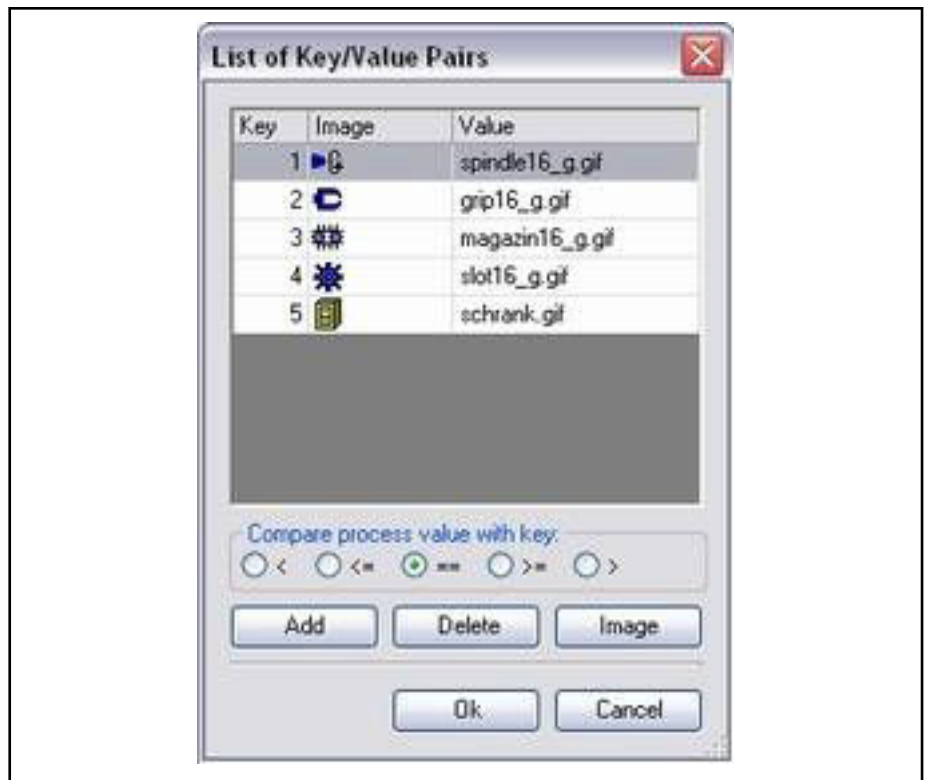 List of Key/Value Pairs
Key Image Value
1 spindle16_g.gif
2 grip16_g.gif
3 magazin16_g.gif
4 slot16_g.gif
5 schrank.gif
Compare process value with key:
< <= == >= >
Add Delete Image
Ok Cancel